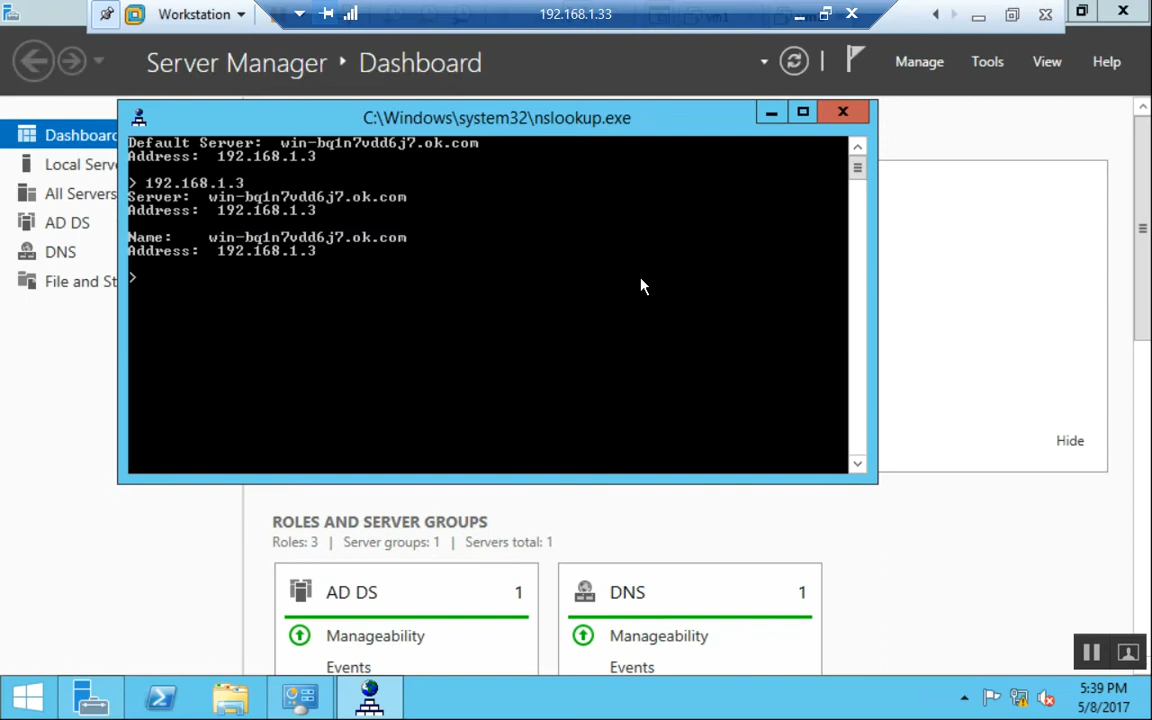 Workstation
192.168.1.33
Server Manager ‣ Dashboard
Manage
Tools
View
Help
C:\Windows\system32\nslookup.exe
Default Server:  win-bq1n7vdd6j7.ok.com
Address:  192.168.1.3
> 192.168.1.3
Server:  win-bq1n7vdd6j7.ok.com
Address:  192.168.1.3
Name:    win-bq1n7vdd6j7.ok.com
Address:  192.168.1.3
>
Dashboard
Local Serve
All Servers
AD DS
DNS
File and St
Hide
ROLES AND SERVER GROUPS
Roles: 3 | Server groups: 1 | Servers total: 1
AD DS 1
Manageability
Events
DNS 1
Manageability
Events
5:39 PM
5/8/2017